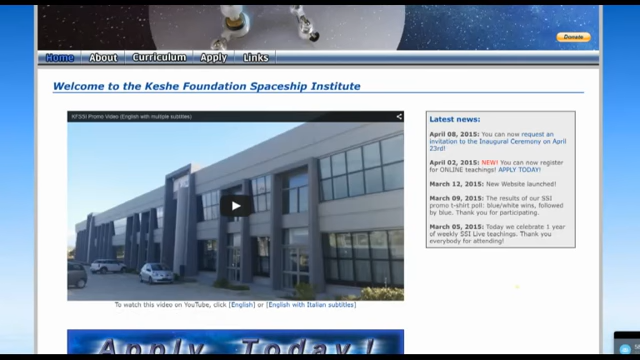 Donate
Home About Curriculum Apply Links
Welcome to the Keshe Foundation Spaceship Institute
KFSSI Promo Video (English with multiple subtitles)
Latest news:
April 08, 2015: You can now request an
invitation to the Inaugural Ceremony on April
23rd!
April 02, 2015: NEW! You can now register
for ONLINE teachings! APPLY TODAY!
March 12, 2015: New Website launched!
March 09, 2015: The results of our SSI
promo t-shirt poll: blue/white wins, followed
by blue. Thank you for participating.
March 05, 2015: Today we celebrate 1 year
of weekly SSI Live teachings. Thank you
everybody for attending!
To watch this video on YouTube, click [English] or [English with Italian subtitles]
Apply Today!